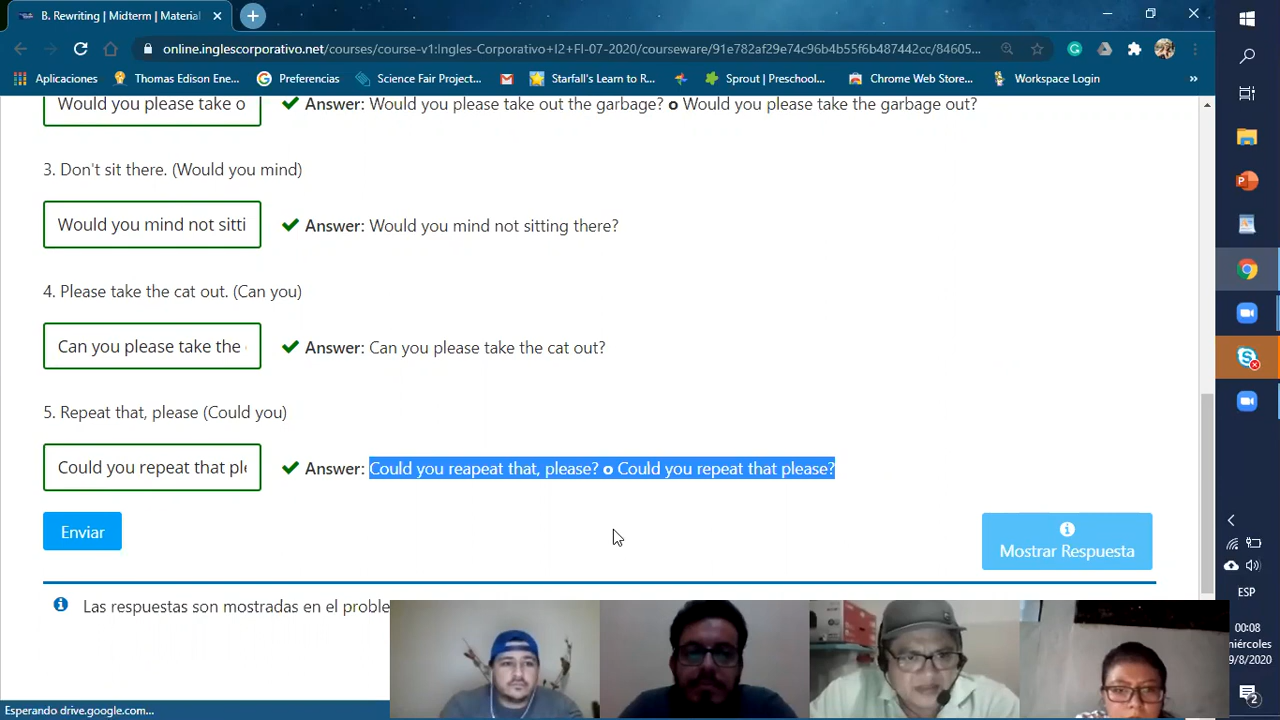 B. Rewriting | Midterm | Material
online.inglescorporativo.net/courses/course-v1:Ingles-Corporativo+I2+FI-07-2020/courseware/91e782af29e74c96b4b55f6b487442cc/84605...
Aplicaciones Thomas Edison Ene... Preferencias Science Fair Project... Starfall's Learn to R... Sprout | Preschool... Chrome Web Store... Workspace Login »
Would you please take o Answer: Would you please take out the garbage? o Would you please take the garbage out?
3. Don't sit there. (Would you mind)
Would you mind not sitti Answer: Would you mind not sitting there?
4. Please take the cat out. (Can you)
Can you please take the Answer: Can you please take the cat out?
5. Repeat that, please (Could you)
Could you repeat that ple Answer: Could you reapeat that, please? o Could you repeat that please?
Enviar
Mostrar Respuesta
Las respuestas son mostradas en el proble
ESP
00:08
miércoles
9/8/2020
2
Esperando drive.google.com...